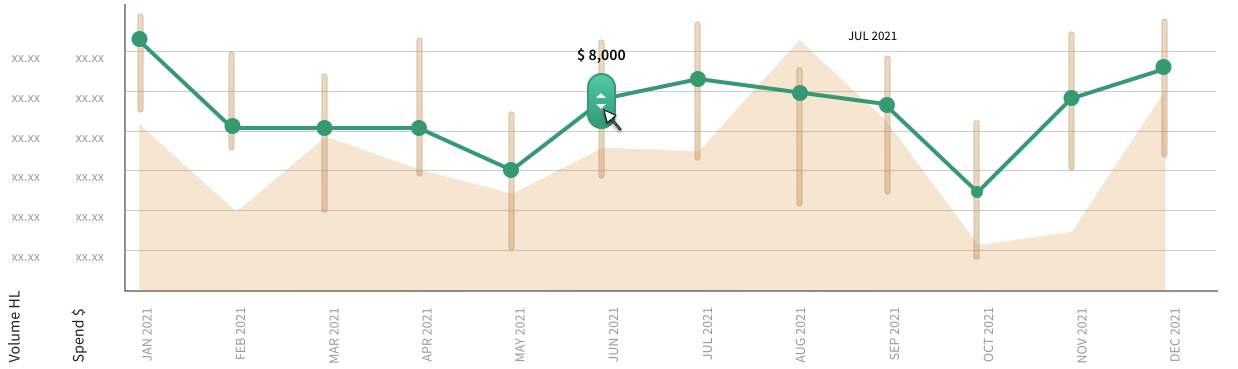 JUL 2021
$ 8,000
xx.xx xx.xx
xx.xx xx.xx
xx.xx xx.xx
xx.xx xx.xx
xx.xx xx.xx
xx.xx xx.xx
Volume HL
Spend $
JAN 2021
FEB 2021
MAR 2021
APR 2021
MAY 2021
JUN 2021
JUL 2021
AUG 2021
SEP 2021
OCT 2021
NOV 2021
DEC 2021